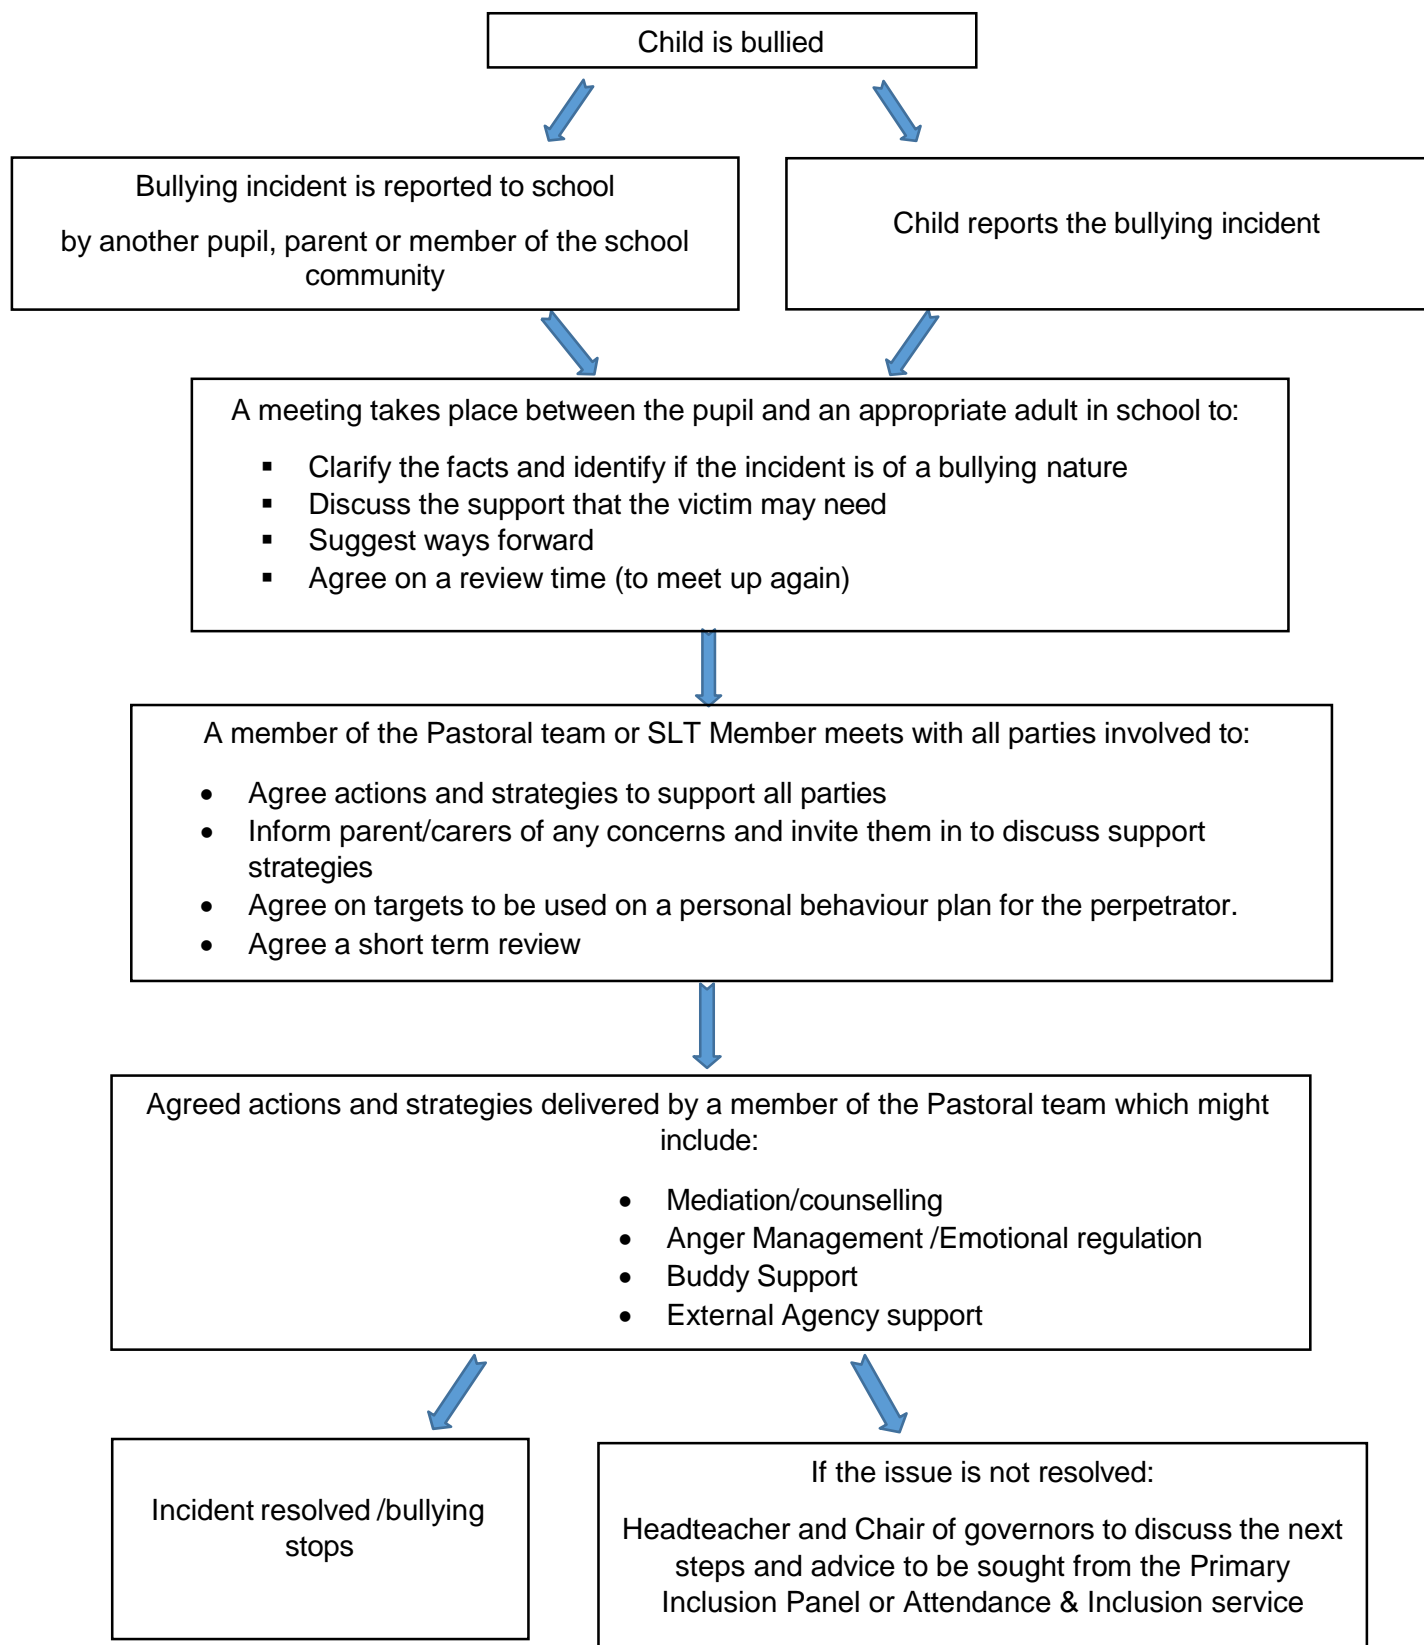 Child is bullied
Bullying incident is reported to school
by another pupil, parent or member of the school
community
Child reports the bullying incident
A meeting takes place between the pupil and an appropriate adult in school to:
▪ Clarify the facts and identify if the incident is of a bullying nature
▪ Discuss the support that the victim may need
▪ Suggest ways forward
▪ Agree on a review time (to meet up again)
A member of the Pastoral team or SLT Member meets with all parties involved to:
• Agree actions and strategies to support all parties
• Inform parent/carers of any concerns and invite them in to discuss support
strategies
• Agree on targets to be used on a personal behaviour plan for the perpetrator.
• Agree a short term review
Agreed actions and strategies delivered by a member of the Pastoral team which might
include:
• Mediation/counselling
• Anger Management /Emotional regulation
• Buddy Support
• External Agency support
Incident resolved /bullying
stops
If the issue is not resolved:
Headteacher and Chair of governors to discuss the next
steps and advice to be sought from the Primary
Inclusion Panel or Attendance & Inclusion service